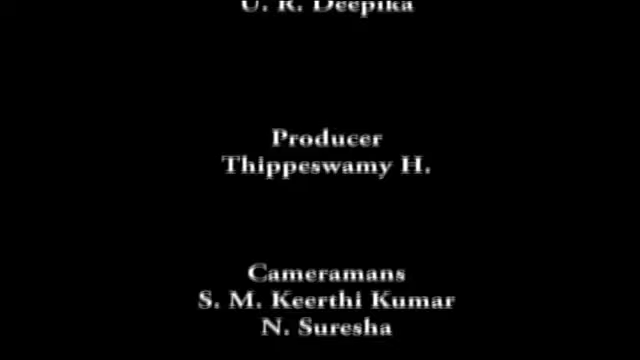 U. R. Deepika
Producer
Thippeswamy H.
Cameramans
S. M. Keerthi Kumar
N. Suresha